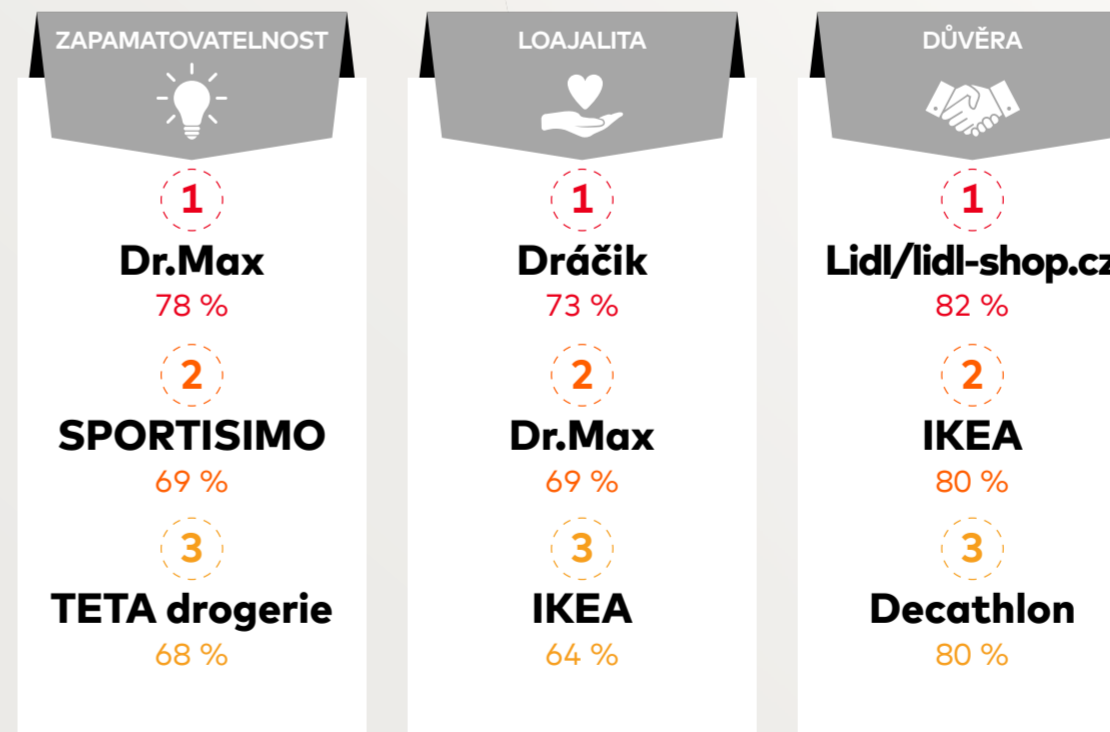 ZAPAMATOVATELNOST
1
Dr.Max
78 %
2
SPORTISIMO
69 %
3
TETA drogerie
68 %
LOAJALITA
1
Dráčik
73 %
2
Dr.Max
69 %
3
IKEA
64 %
DŮVĚRA
1
Lidl/lidl-shop.cz
82 %
2
IKEA
80 %
3
Decathlon
80 %